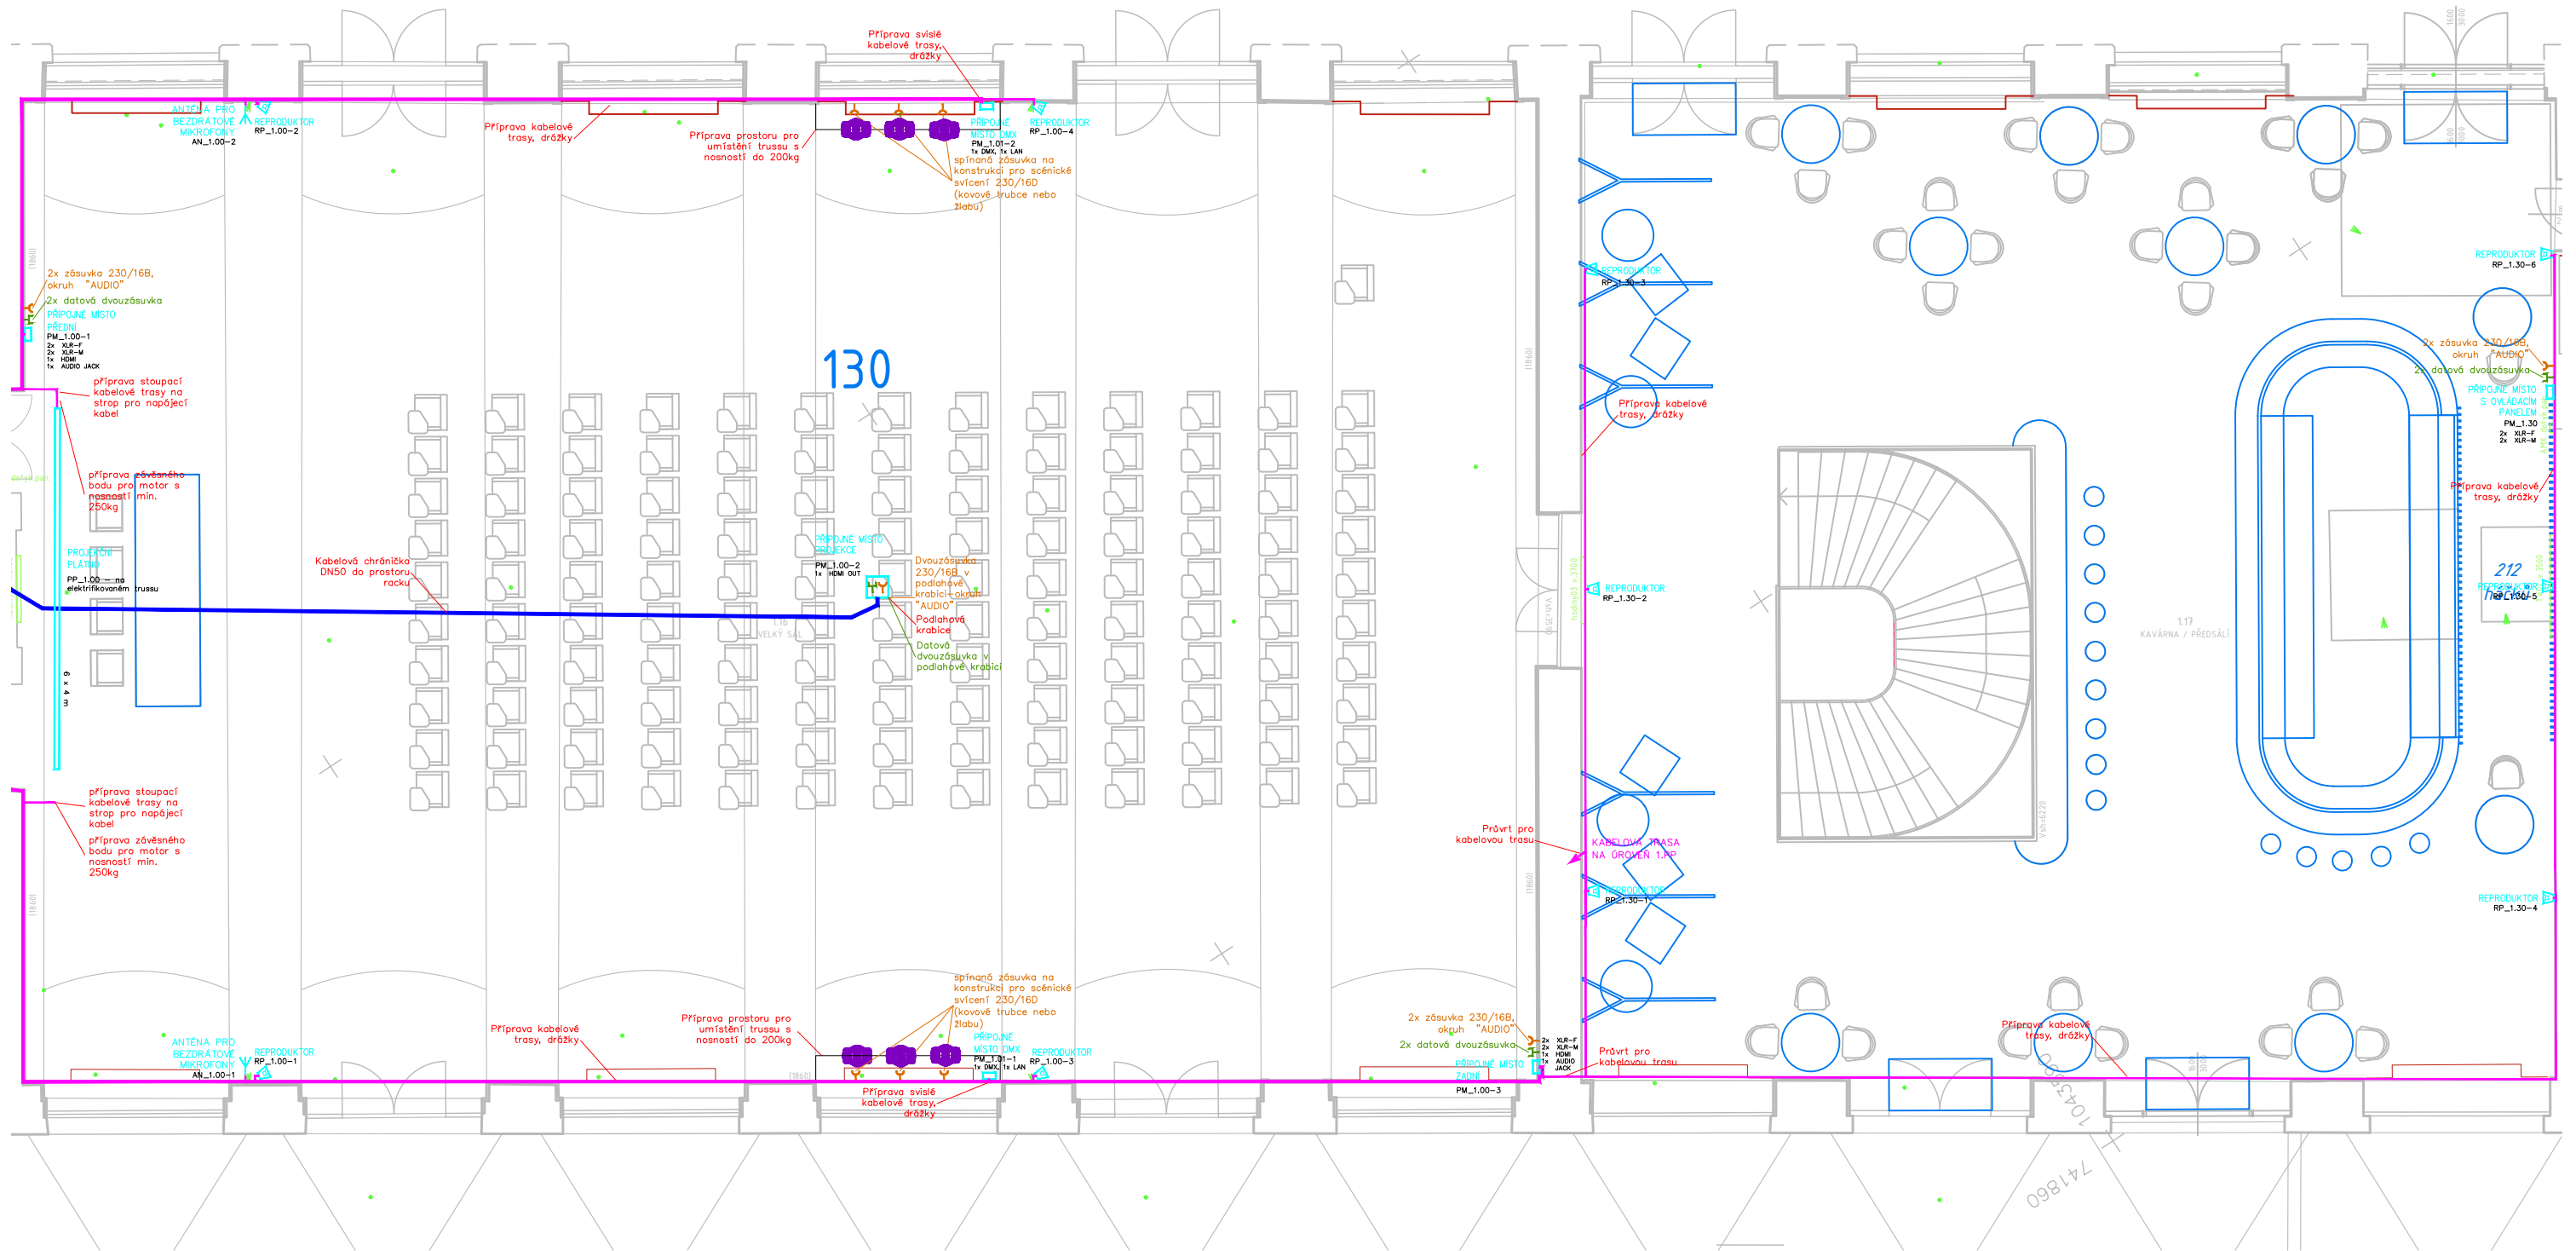 Příprava svislé
kabelové trasy,
drážky
1600
3000
ANTÉNA PRO
BEZDRÁTOVÉ
MIKROFONY
AN_1.00-2
REPRODUKTOR
RP_1.00-2
Příprava kabelové
trasy, drážky
Příprava prostoru pro
umístění trussu s
nosností do 200kg
PŘÍPOJNÉ
MÍSTO DMX
PM_1.01-2
1x DMX, 1x LAN
REPRODUKTOR
RP_1.00-4
spínaná zásuvka na
konstrukci pro scénické
svícení 230/16D
(kovové trubce nebo
žlabu)
(1860)
2x zásuvka 230/16B,
okruh "AUDIO"
2x datová dvouzásuvka
PŘÍPOJNÉ MÍSTO
PŘEDNÍ
PM_1.00-1
2x XLR-F
2x XLR-M
1x HDMI
1x AUDIO JACK
příprava stoupací
kabelové trasy na
strop pro napájecí
kabel
příprava závěsného
bodu pro motor s
nosností min.
250kg
PROJEKČNÍ
PLÁTNO
PP_1.00 - na
elektrifikovaném trussu
6 x 4 m
130
Kabelová chránička
DN50 do prostoru
racku
PŘÍPOJNÉ MÍSTO
PROJEKCE
PM_1.00-2
1x HDMI OUT
Dvouzásuvka
230/16B v
podlahové
krabici-okruh
"AUDIO"
Podlahová
krabice
Datová
dvouzásuvka v
podlahové krabici
1.16
VELKÝ SÁL
(1860)
REPRODUKTOR
RP_1.30-3
Příprava kabelové
trasy, drážky
REPRODUKTOR
RP_1.30-2
REPRODUKTOR
RP_1.30-6
2x zásuvka 230/16B,
okruh "AUDIO"
2x datová dvouzásuvka
PŘÍPOJNÉ MÍSTO
S OVLÁDACÍM
PANELEM
PM_1.30
2x XLR-F
2x XLR-M
Příprava kabelové
trasy, drážky
212
REPRODUKTOR
RP_1.30-5
1.17
KAVÁRNA / PŘEDSÁLÍ
příprava stoupací
kabelové trasy na
strop pro napájecí
kabel
příprava závěsného
bodu pro motor s
nosností min.
250kg
(1860)
Průvrt pro
kabelovou trasu
KABELOVÁ TRASA
NA ÚROVEŇ 1.PP
(1860)
REPRODUKTOR
RP_1.30-1
REPRODUKTOR
RP_1.30-4
Vsh=6220
ANTÉNA PRO
BEZDRÁTOVÉ
MIKROFONY
AN_1.00-1
REPRODUKTOR
RP_1.00-1
Příprava kabelové
trasy, drážky
Příprava prostoru pro
umístění trussu s
nosností do 200kg
(1860)
spínaná zásuvka na
konstrukci pro scénické
svícení 230/16D
(kovové trubce nebo
žlabu)
PŘÍPOJNÉ
MÍSTO DMX
PM_1.01-1
1x DMX, 1x LAN
REPRODUKTOR
RP_1.00-3
Příprava svislé
kabelové trasy,
drážky
2x zásuvka 230/16B,
okruh "AUDIO"
2x datová dvouzásuvka
PŘÍPOJNÉ MÍSTO
ZADNÍ
PM_1.00-3
2x XLR-F
2x XLR-M
1x HDMI
1x AUDIO
JACK
Průvrt pro
kabelovou trasu
Příprava kabelové
trasy, drážky
741860